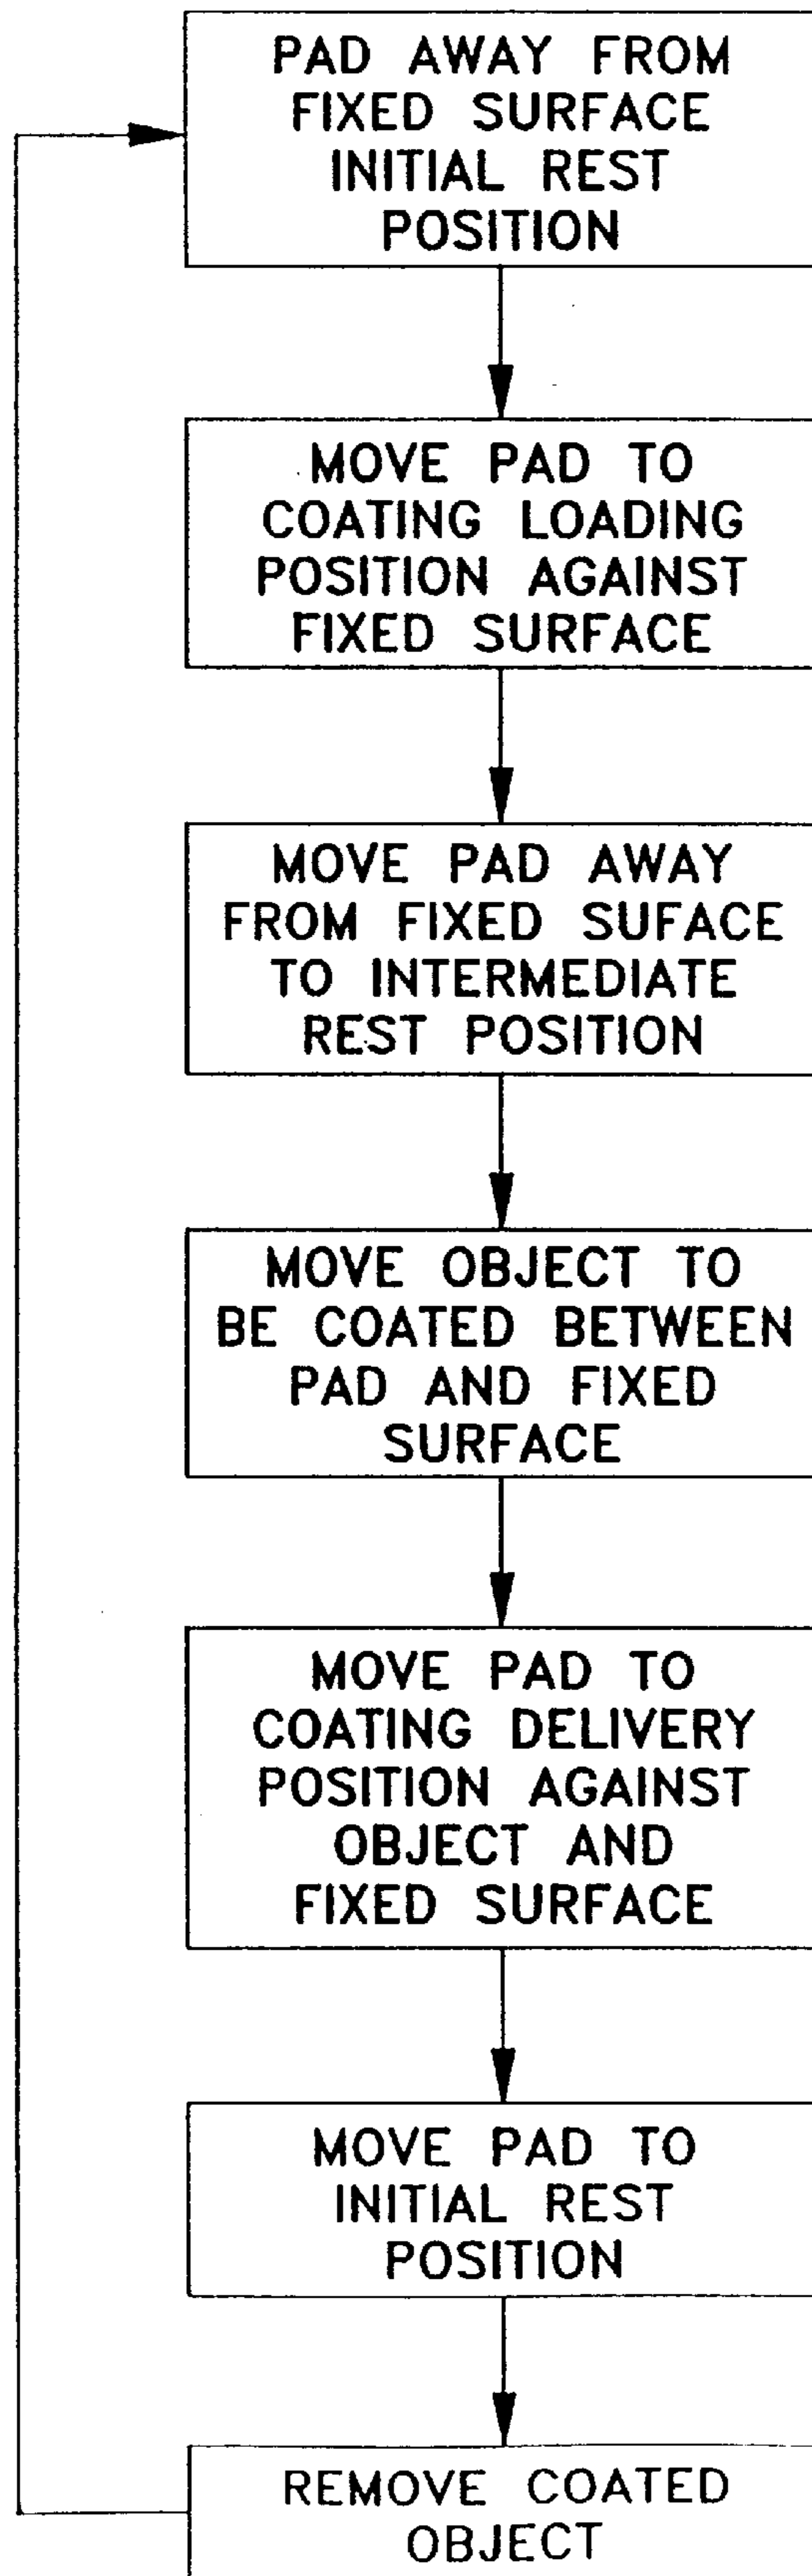 PAD AWAY FROM
FIXED SURFACE
INITIAL REST
POSITION
MOVE PAD TO
COATING LOADING
POSITION AGAINST
FIXED SURFACE
MOVE PAD AWAY
FROM FIXED SUFACE
TO INTERMEDIATE
REST POSITION
MOVE OBJECT TO
BE COATED BETWEEN
PAD AND FIXED
SURFACE
MOVE PAD TO
COATING DELIVERY
POSITION AGAINST
OBJECT AND
FIXED SURFACE
MOVE PAD TO
INITIAL REST
POSITION
REMOVE COATED
OBJECT